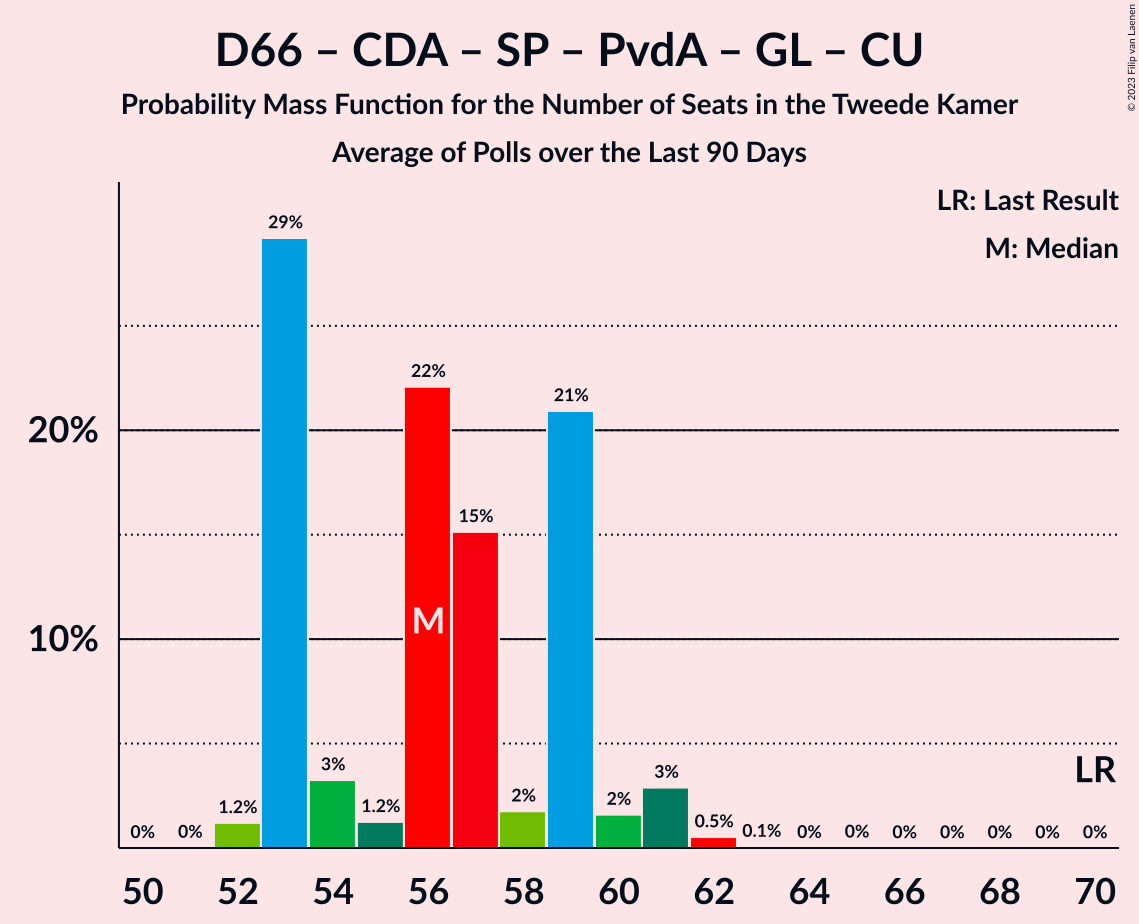 D66 – CDA – SP – PvdA – GL – CU
Probability Mass Function for the Number of Seats in the Tweede Kamer
Average of Polls over the Last 90 Days
© 2023 Filip van Laenen
LR: Last Result
M: Median
20%
10%
0%
0%
1.2%
29%
3%
1.2%
22%
15%
2%
21%
2%
3%
0.5%
0.1%
0%
0%
0%
0%
0%
0%
0%
M
LR
50 52 54 56 58 60 62 64 66 68 70